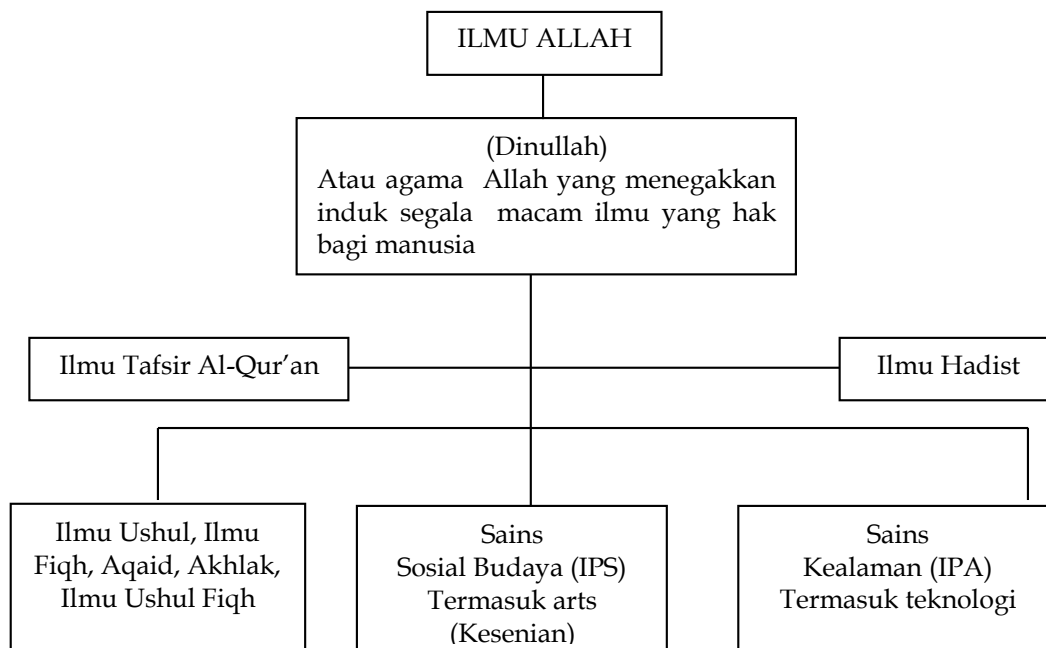 ILMU ALLAH
(Dinullah)
Atau agama Allah yang menegakkan
induk segala macam ilmu yang hak
bagi manusia
Ilmu Tafsir Al-Qur’an
Ilmu Hadist
Ilmu Ushul, Ilmu
Fiqh, Aqaid, Akhlak,
Ilmu Ushul Fiqh
Sains
Sosial Budaya (IPS)
Termasuk arts
(Kesenian)
Sains
Kealaman (IPA)
Termasuk teknologi